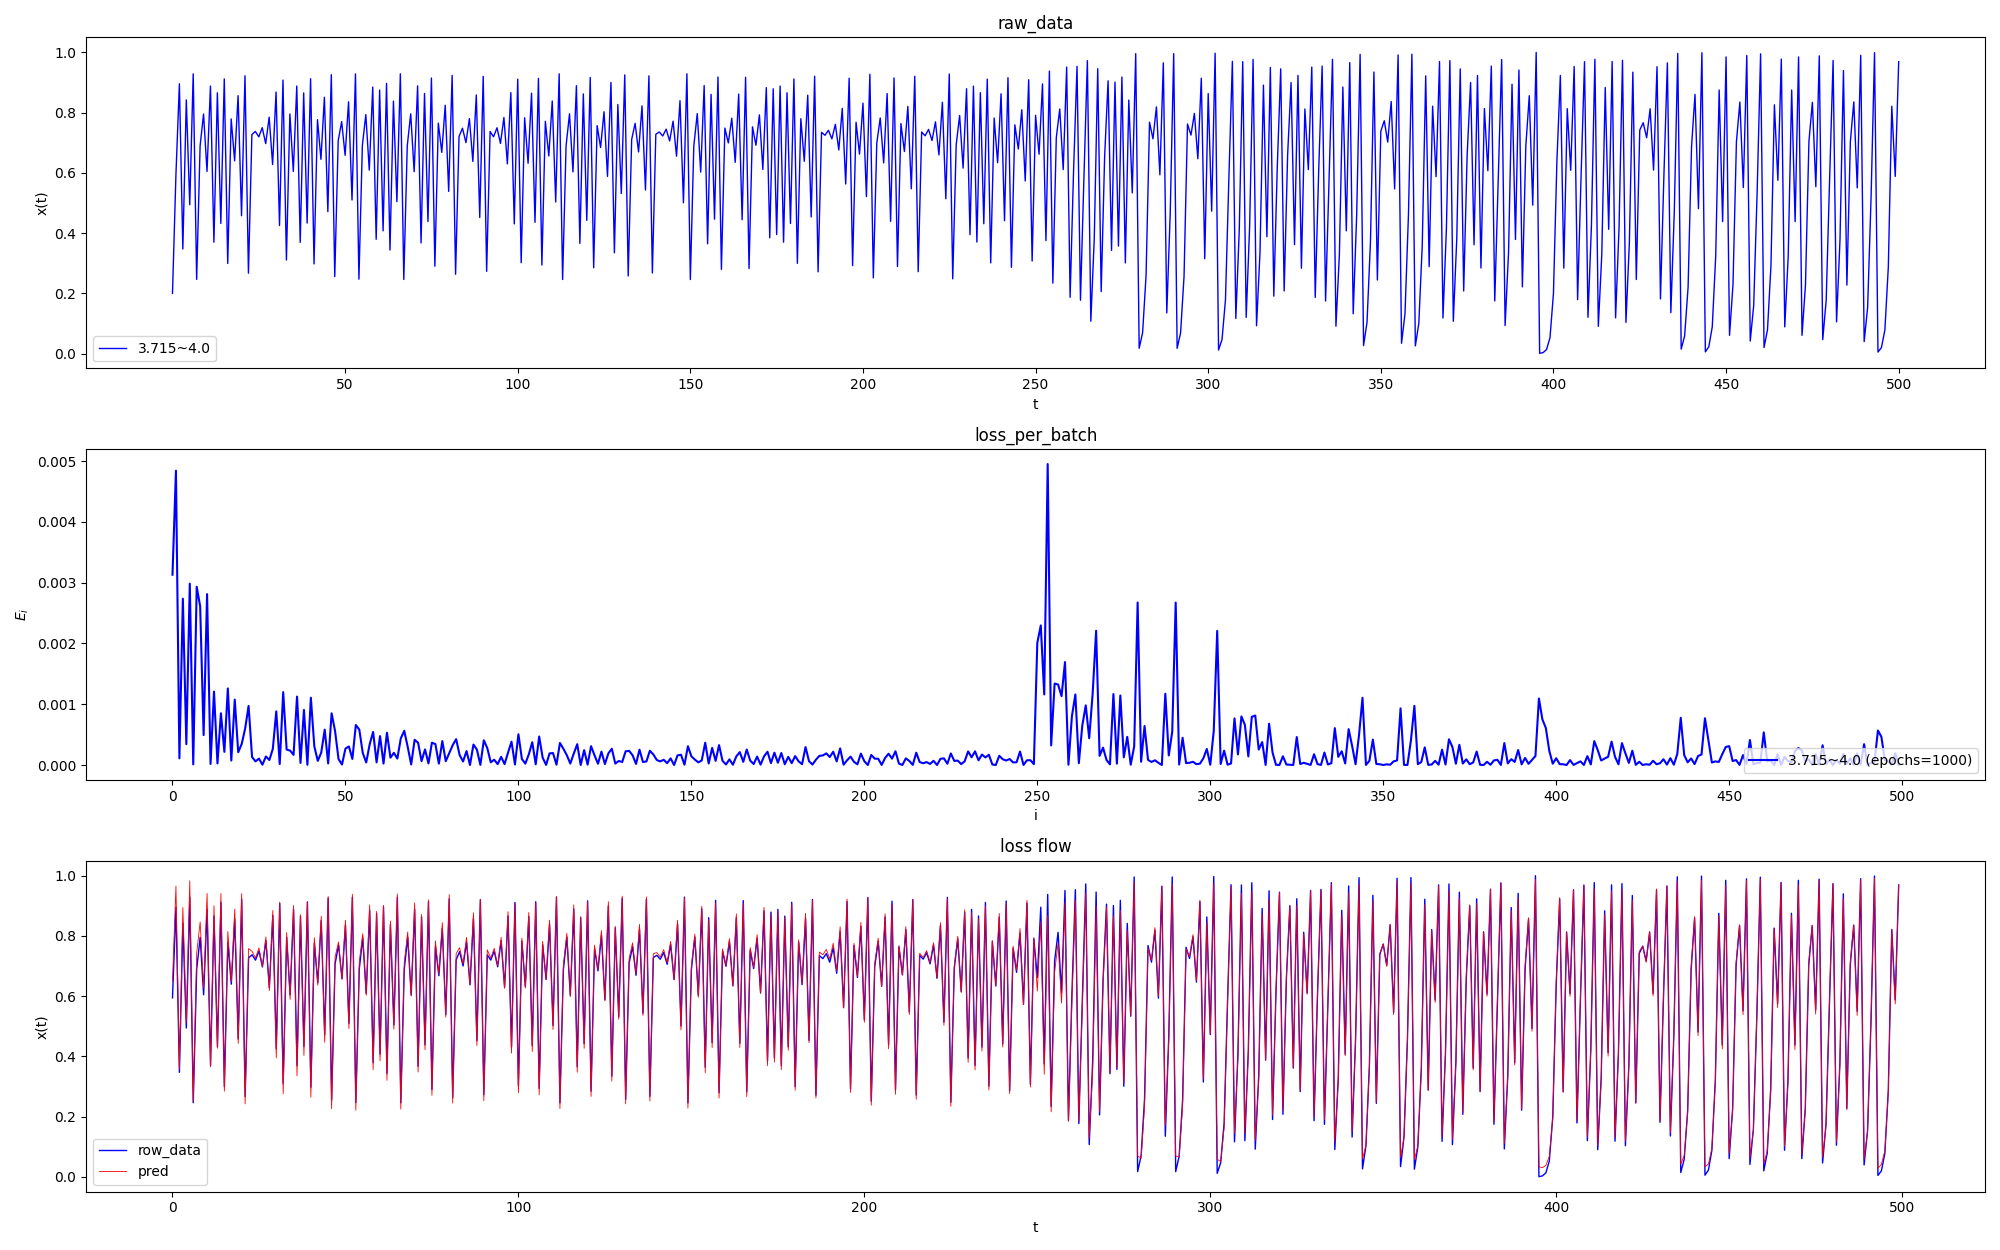 raw_data
1.0
0.8
0.6
0.4
0.2
0.0
x(t)
3.715~4.0
50 100 150 200 250 300 350 400 450 500
t
loss_per_batch
0.005
0.004
0.003
0.002
0.001
0.000
E_i
3.715~4.0 (epochs=1000)
0 50 100 150 200 250 300 350 400 450 500
i
loss flow
1.0
0.8
0.6
0.4
0.2
0.0
x(t)
row_data
pred
0 100 200 300 400 500
t